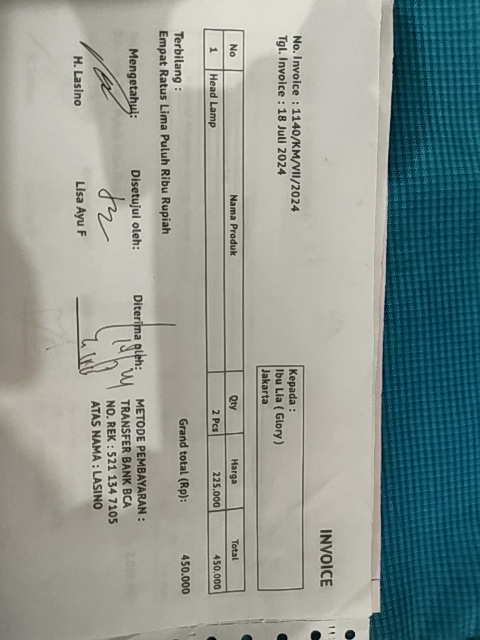 INVOICE
No. Invoice : 1140/KM/VII/2024
Tgl. Invoice : 18 Juli 2024
Kepada :
Ibu Lia ( Glory )
Jakarta
No Nama Produk Qty Harga Total
1 Head Lamp 2 Pcs 225.000 450.000
Grand total (Rp): 450.000
Terbilang :
Empat Ratus Lima Puluh Ribu Rupiah
Mengetahui: Disetujui oleh: Diterima oleh:
H. Lasino Lisa Ayu F
METODE PEMBAYARAN :
TRANSFER BANK BCA
NO. REK : 521 134 7105
ATAS NAMA : LASINO